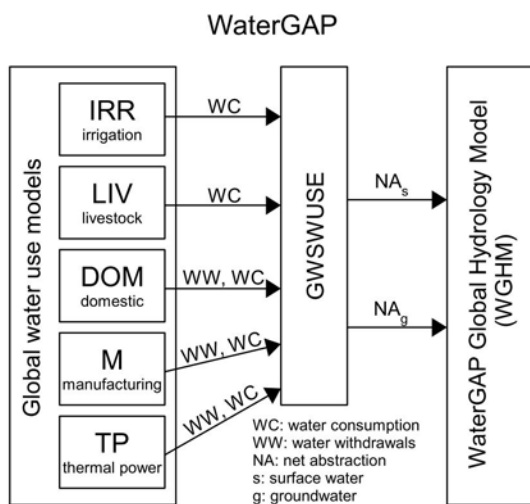 WaterGAP
Global water use models
IRR
irrigation
WC
LIV
livestock
WC
DOM
domestic
WW, WC
M
manufacturing
WW, WC
TP
thermal power
WW, WC
GWSWUSE
NAs
NAg
WaterGAP Global Hydrology Model
(WGHM)
WC: water consumption
WW: water withdrawals
NA: net abstraction
s: surface water
g: groundwater